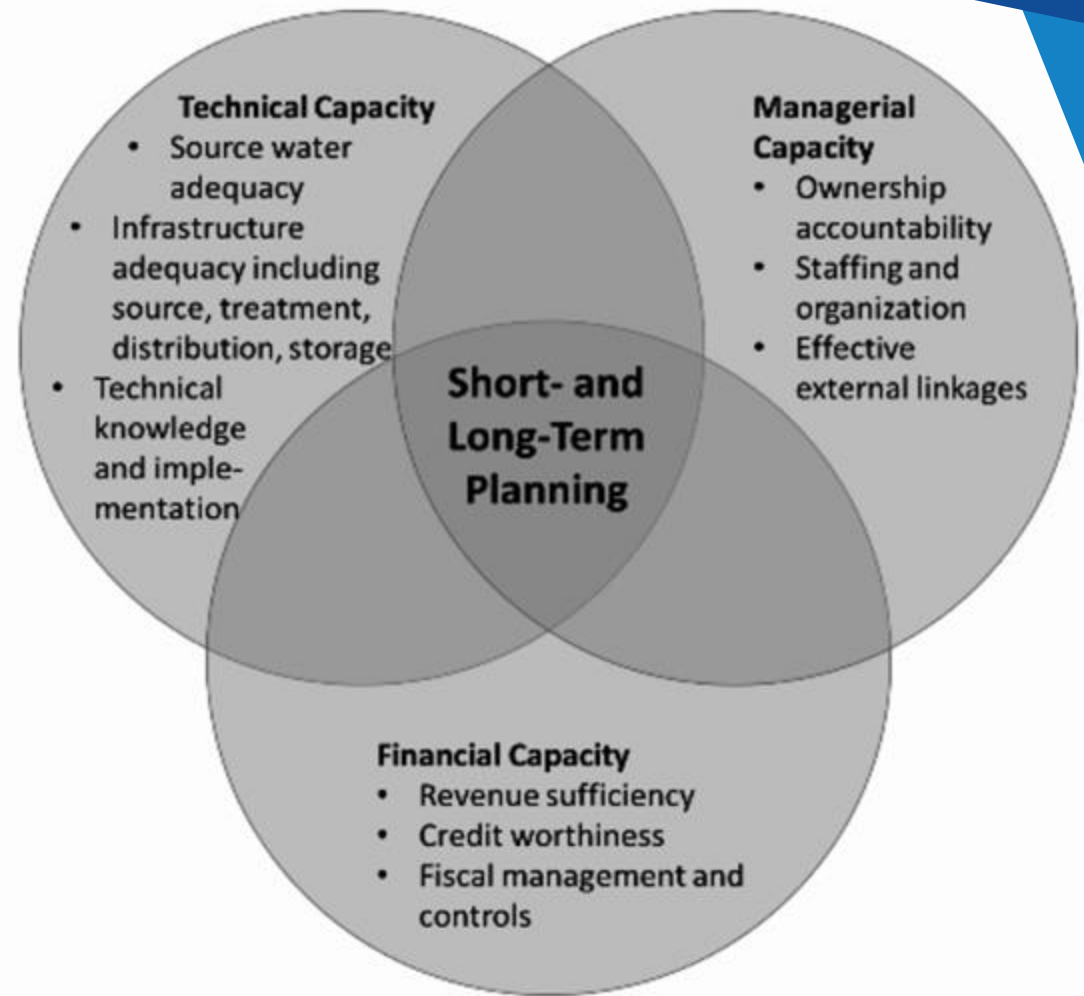 Technical Capacity
• Source water
adequacy
• Infrastructure
adequacy including
source, treatment,
distribution, storage
• Technical
knowledge
and imple-
mentation
Managerial
Capacity
• Ownership
accountability
• Staffing and
organization
• Effective
external linkages
Short- and
Long-Term
Planning
Financial Capacity
• Revenue sufficiency
• Credit worthiness
• Fiscal management and
controls